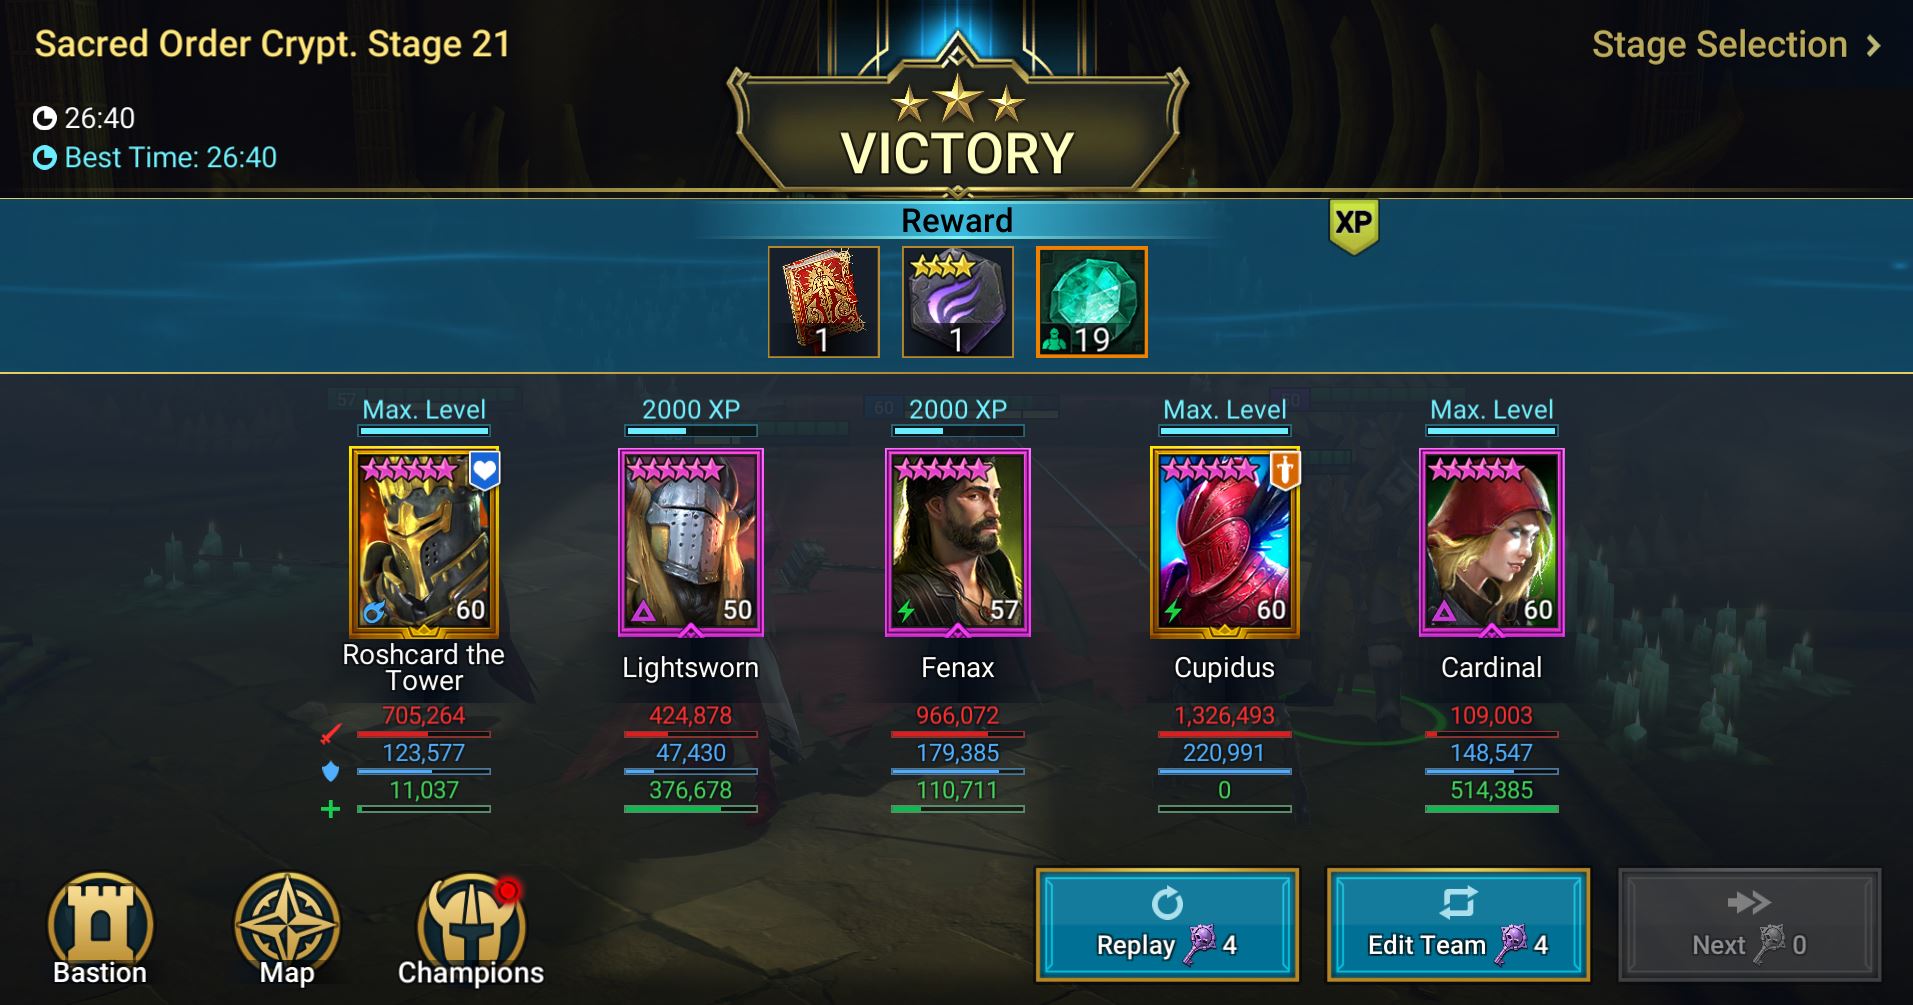 Sacred Order Crypt. Stage 21
Stage Selection
26:40
Best Time: 26:40
VICTORY
Reward
XP
1
1
19
Max. Level
2000 XP
2000 XP
Max. Level
Max. Level
60
50
57
60
60
Roshcard the
Tower
Lightsworn
Fenax
Cupidus
Cardinal
705,264
424,878
966,072
1,326,493
109,003
123,577
47,430
179,385
220,991
148,547
11,037
376,678
110,711
0
514,385
Bastion
Map
Champions
Replay 4
Edit Team 4
Next 0